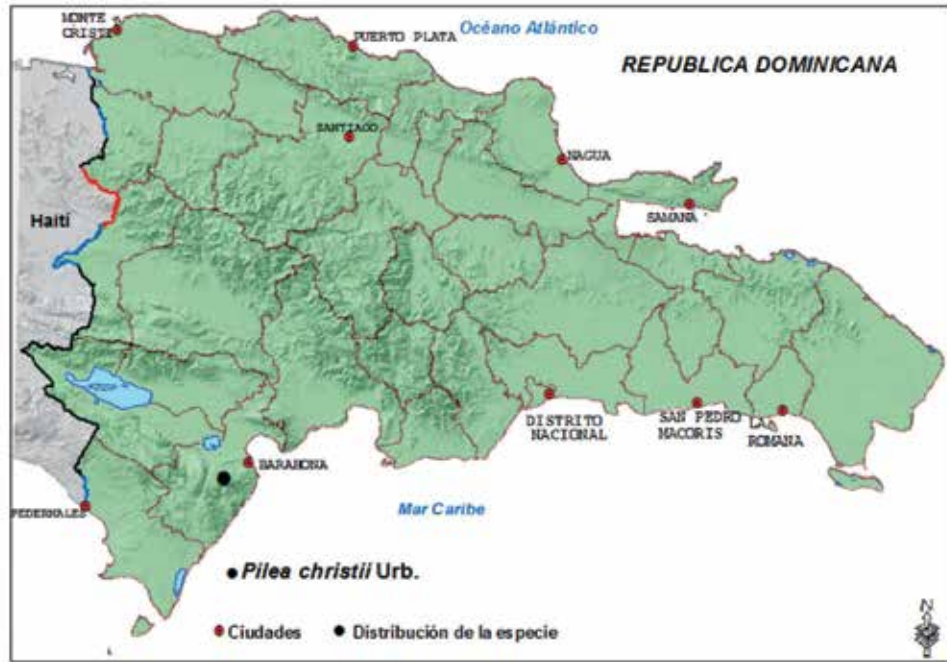 MONTE
CRISTI
Océano Atlántico
PUERTO PLATA
REPUBLICA DOMINICANA
SANTIAGO
NAGUA
SAMANA
Haití
DISTRITO
NACIONAL
SAN PEDRO
MACORIS
LA
ROMANA
BARAHONA
PEDERNALES
Mar Caribe
Pilea christii Urb.
Ciudades
Distribución de la especie
N